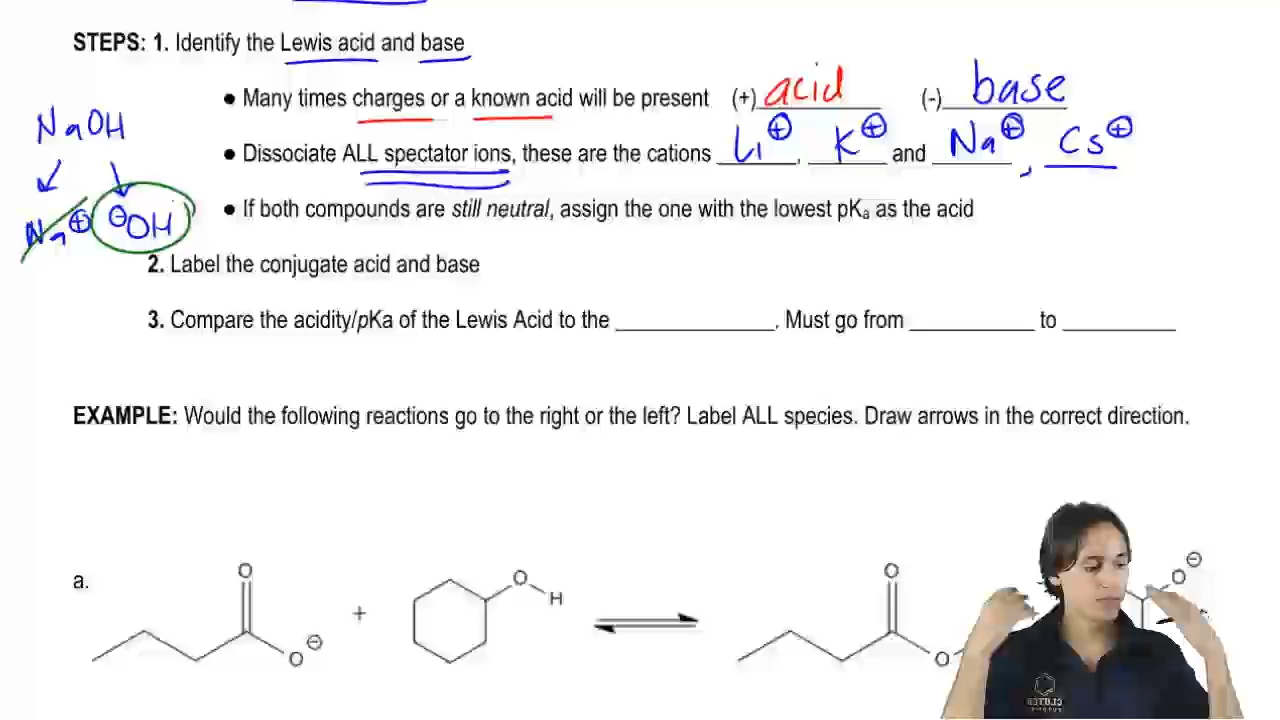 STEPS: 1. Identify the Lewis acid and base
● Many times charges or a known acid will be present (+) acid (-) base
NaOH
● Dissociate ALL spectator ions, these are the cations Li⊕, K⊕ and Na⊕, Cs⊕
Na⊕ ⊖OH
● If both compounds are still neutral, assign the one with the lowest pKₐ as the acid
2. Label the conjugate acid and base
3. Compare the acidity/pKa of the Lewis Acid to the ____________. Must go from __________ to _________
EXAMPLE: Would the following reactions go to the right or the left? Label ALL species. Draw arrows in the correct direction.
a.
O
O⊖
+
O
H
O
O
O⊖
CLUTCH